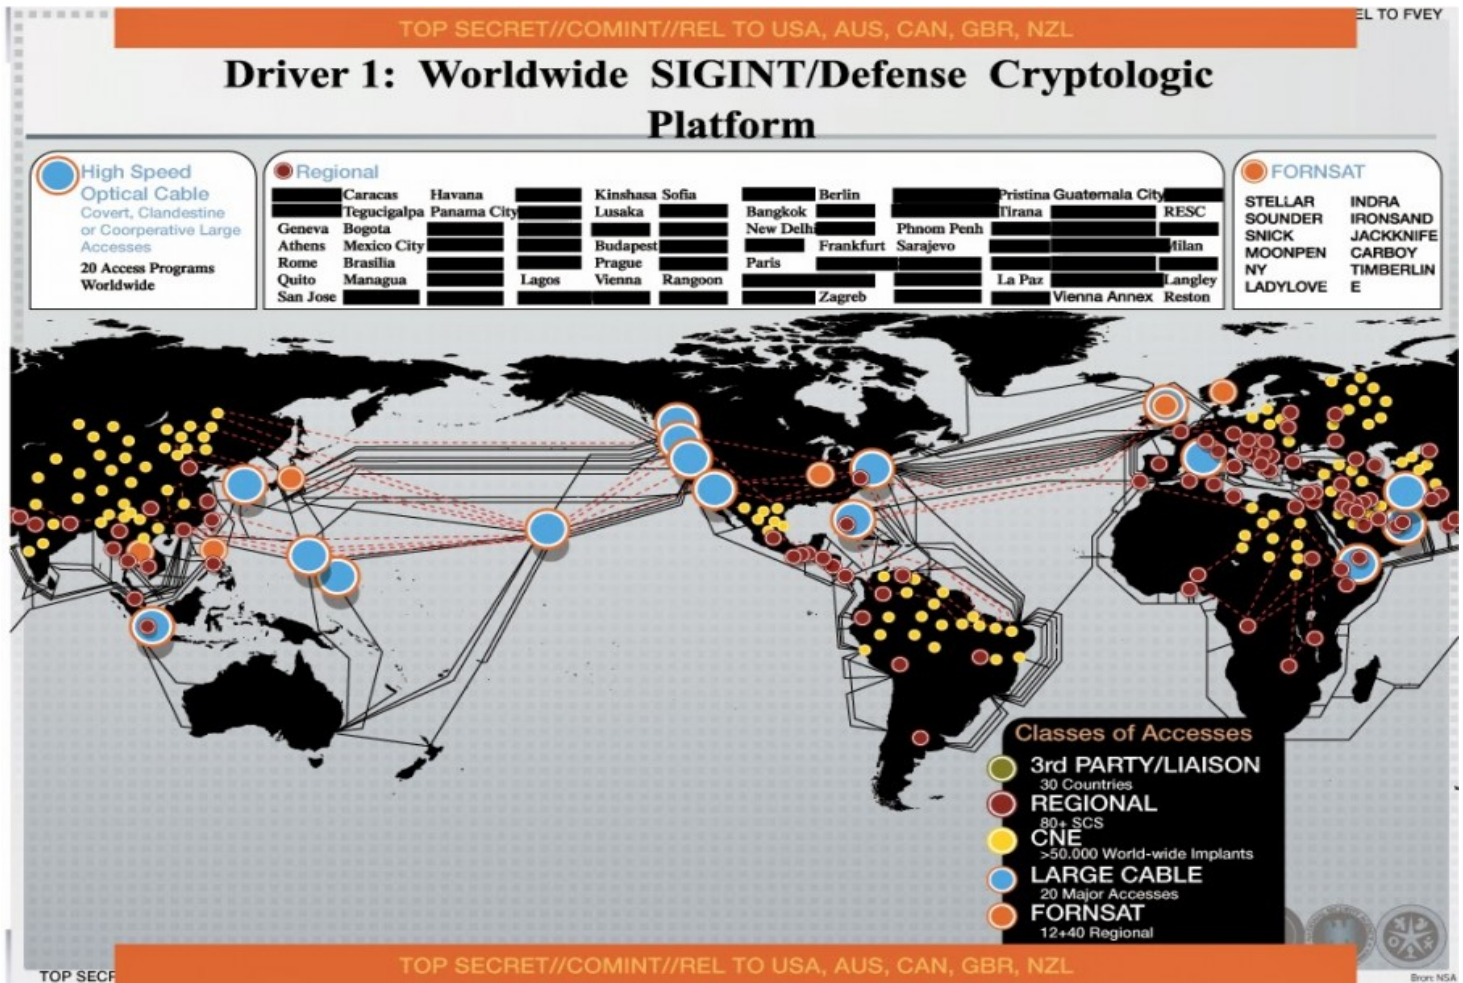 EL TO FVEY
TOP SECRET//COMINT//REL TO USA, AUS, CAN, GBR, NZL
Driver 1: Worldwide SIGINT/Defense Cryptologic
Platform
High Speed
Optical Cable
Covert, Clandestine
or Coorperative Large
Accesses
20 Access Programs
Worldwide
Regional
Caracas Havana Kinshasa Sofia Berlin Pristina Guatemala City
Tegucigalpa Panama City Lusaka Bangkok Tirana RESC
Geneva Bogota New Delhi Phnom Penh
Athens Mexico City Budapest Frankfurt Sarajevo Milan
Rome Brasilia Prague Paris
Quito Managua Lagos Vienna Rangoon La Paz Langley
San Jose Zagreb Vienna Annex Reston
FORNSAT
STELLAR INDRA
SOUNDER IRONSAND
SNICK JACKKNIFE
MOONPEN CARBOY
NY TIMBERLIN
LADYLOVE E
Classes of Accesses
3rd PARTY/LIAISON
30 Countries
REGIONAL
80+ SCS
CNE
>50.000 World-wide Implants
LARGE CABLE
20 Major Accesses
FORNSAT
12+40 Regional
TOP SECRET//COMINT//REL TO USA, AUS, CAN, GBR, NZL
TOP SECR
Bron: NSA